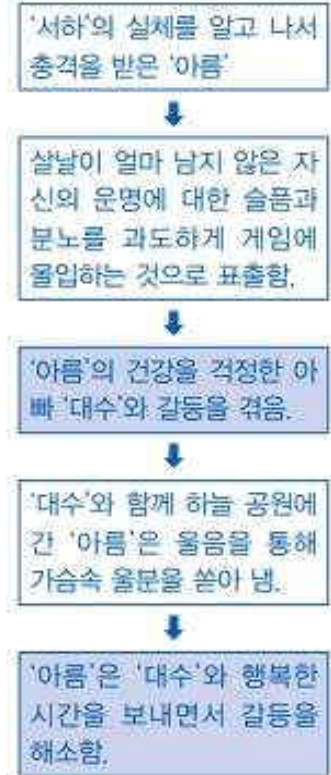 '서하'의 실체를 알고 나서
충격을 받은 '아름'
살날이 얼마 남지 않은 자
신의 운명에 대한 슬픔과
분노를 과도하게 게임에
몰입하는 것으로 표출함.
'아름'의 건강을 걱정한 아
빠 '대수'와 갈등을 겪음.
'대수'와 함께 하늘 공원에
간 '아름'은 울음을 통해
가슴속 울분을 쏟아 냄.
'아름'은 '대수'와 행복한
시간을 보내면서 갈등을
해소함.